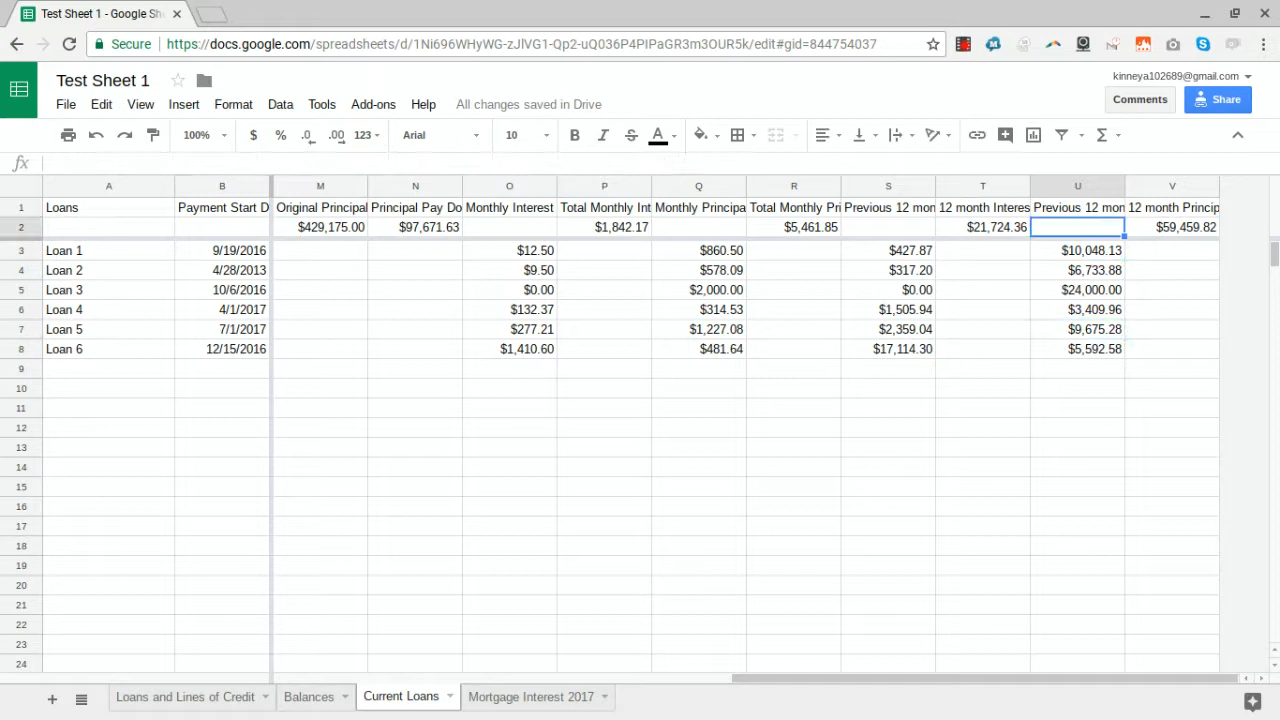 Test Sheet 1 - Google Sh
Secure https://docs.google.com/spreadsheets/d/1Ni696WHyWG-zJlVG1-Qp2-uQ036P4PIPaGR3m3OUR5k/edit#gid=844754037
Test Sheet 1
kinneya102689@gmail.com
File Edit View Insert Format Data Tools Add-ons Help All changes saved in Drive
Comments Share
100% $ % .0 .00 123 Arial 10 B I S A Σ
fx
A B M N O P Q R S T U V
1 Loans Payment Start D Original Principal Principal Pay Do Monthly Interest Total Monthly Int Monthly Principa Total Monthly Pri Previous 12 mon 12 month Interes Previous 12 mon 12 month Princip
2 $429,175.00 $97,671.63 $1,842.17 $5,461.85 $21,724.36 $59,459.82
3 Loan 1 9/19/2016 $12.50 $860.50 $427.87 $10,048.13
4 Loan 2 4/28/2013 $9.50 $578.09 $317.20 $6,733.88
5 Loan 3 10/6/2016 $0.00 $2,000.00 $0.00 $24,000.00
6 Loan 4 4/1/2017 $132.37 $314.53 $1,505.94 $3,409.96
7 Loan 5 7/1/2017 $277.21 $1,227.08 $2,359.04 $9,675.28
8 Loan 6 12/15/2016 $1,410.60 $481.64 $17,114.30 $5,592.58
9
10
11
12
13
14
15
16
17
18
19
20
21
22
23
24
Loans and Lines of Credit Balances Current Loans Mortgage Interest 2017